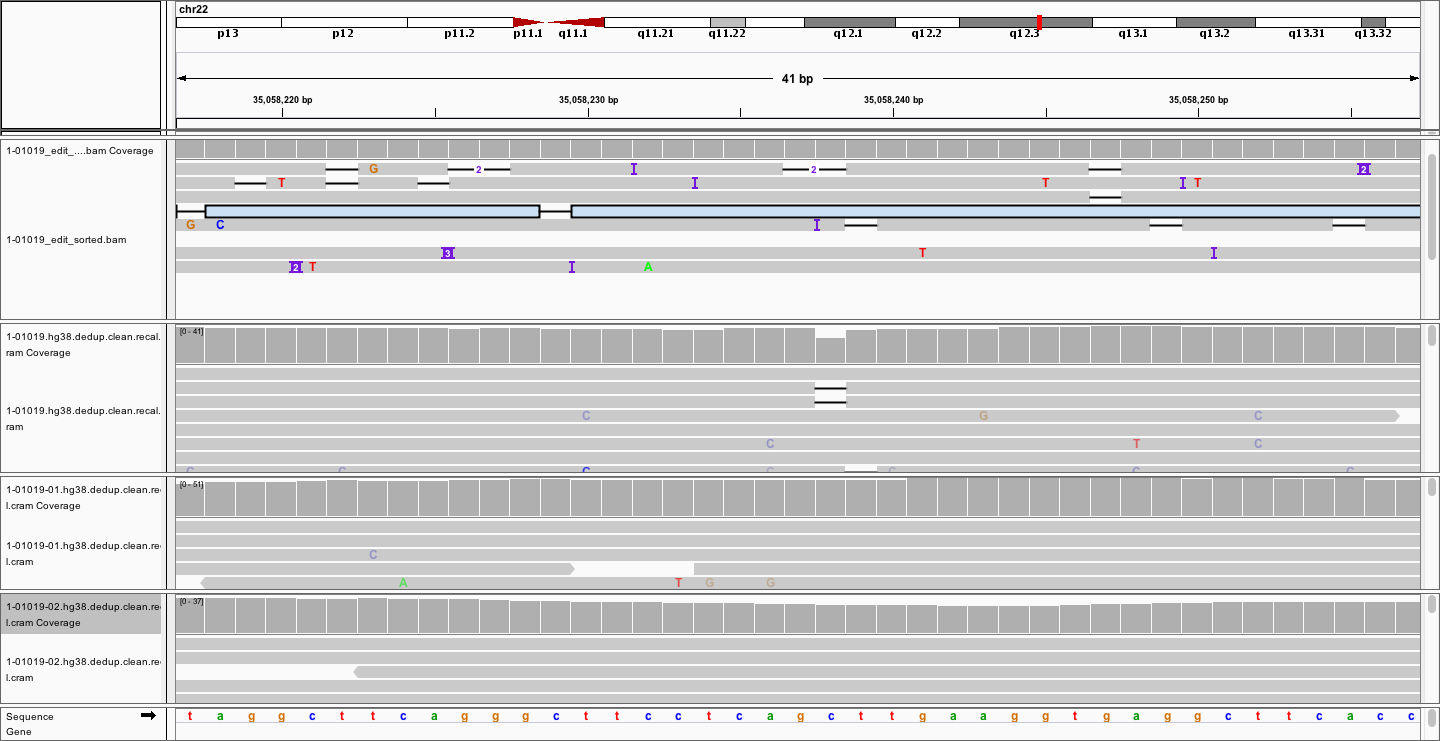 chr22
p13 p12 p11.2 p11.1 q11.1 q11.21 q11.22 q12.1 q12.2 q12.3 q13.1 q13.2 q13.31 q13.32
41 bp
35,058,220 bp 35,058,230 bp 35,058,240 bp 35,058,250 bp
1-01019_edit_....bam Coverage
G 2 I 2 2
T I T I T
1-01019_edit_sorted.bam
G C I
3 T I
2 T I A
1-01019.hg38.dedup.clean.recal.
ram Coverage
[0 - 41]
1-01019.hg38.dedup.clean.recal.
ram
C G C
C T C
C C C C C C C
1-01019-01.hg38.dedup.clean.re
l.cram Coverage
[0 - 51]
1-01019-01.hg38.dedup.clean.re
l.cram
C
A T G G
1-01019-02.hg38.dedup.clean.re
l.cram Coverage
[0 - 37]
1-01019-02.hg38.dedup.clean.re
l.cram
Sequence
t a g g c t t c a g g g c t t c c t c a g c t t g a a g g t g a g g c t t c a c c
Gene